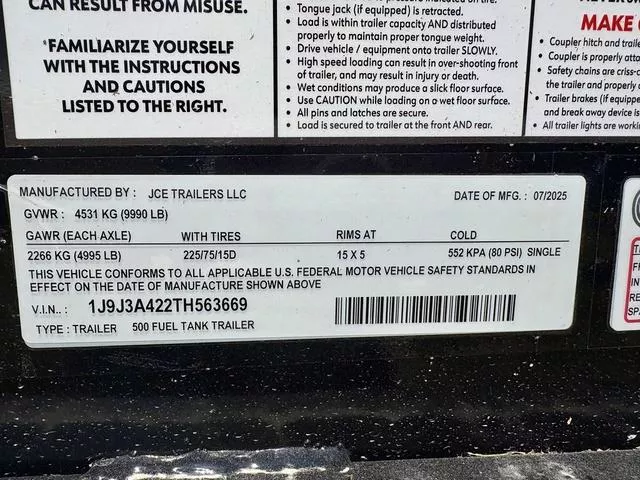 CAN RESULT FROM MISUSE.
*FAMILIARIZE YOURSELF
WITH THE INSTRUCTIONS
AND CAUTIONS
LISTED TO THE RIGHT.
Tongue jack (if equipped) is retracted.
• Load is within trailer capacity AND distributed
properly to maintain proper tongue weight.
• Drive vehicle / equipment onto trailer SLOWLY.
• High speed loading can result in over-shooting front
of trailer, and may result in injury or death.
• Wet conditions may produce a slick floor surface.
• Use CAUTION while loading on a wet floor surface.
• All pins and latches are secure.
• Load is secured to trailer at the front AND rear.
MAKE
• Coupler hitch and traile
• Coupler is properly atta
• Safety chains are criss-
the trailer and properly
• Trailer brakes (if equipped
and break away device is
• All trailer lights are work
MANUFACTURED BY : JCE TRAILERS LLC
DATE OF MFG. : 07/2025
GVWR : 4531 KG (9990 LB)
GAWR (EACH AXLE) WITH TIRES RIMS AT COLD
2266 KG (4995 LB) 225/75/15D 15 X 5 552 KPA (80 PSI) SINGLE
THIS VEHICLE CONFORMS TO ALL APPLICABLE U.S. FEDERAL MOTOR VEHICLE SAFETY STANDARDS IN
EFFECT ON THE DATE OF MANUFACTURE SHOWN ABOVE
V.I.N.. : 1J9J3A422TH563669
TYPE : TRAILER 500 FUEL TANK TRAILER